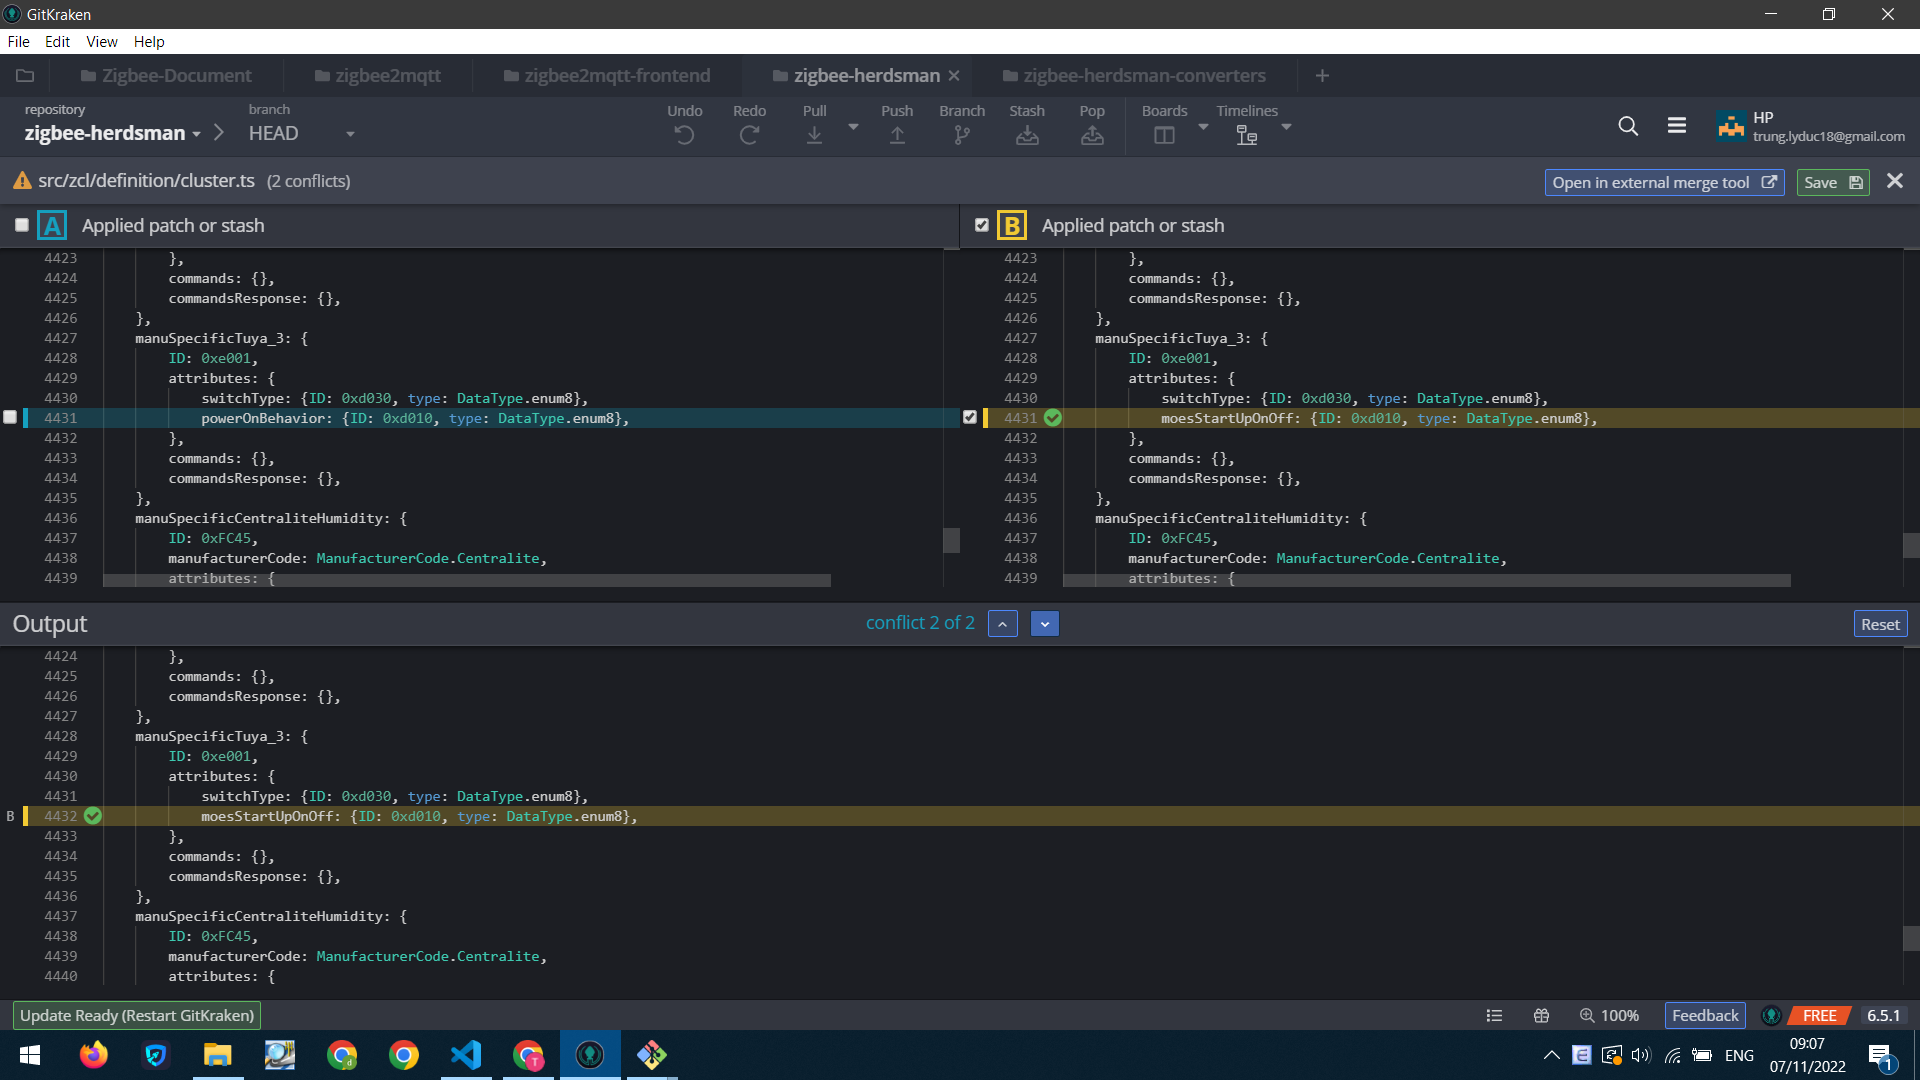 GitKraken
File Edit View Help
Zigbee-Document zigbee2mqtt zigbee2mqtt-frontend zigbee-herdsman zigbee-herdsman-converters
repository branch
zigbee-herdsman HEAD
Undo Redo Pull Push Branch Stash Pop Boards Timelines
HP
trung.lyduc18@gmail.com
src/zcl/definition/cluster.ts (2 conflicts)
Open in external merge tool Save
A Applied patch or stash
4423 },
4424 commands: {},
4425 commandsResponse: {},
4426 },
4427 manuSpecificTuya_3: {
4428 ID: 0xe001,
4429 attributes: {
4430 switchType: {ID: 0xd030, type: DataType.enum8},
4431 powerOnBehavior: {ID: 0xd010, type: DataType.enum8},
4432 },
4433 commands: {},
4434 commandsResponse: {},
4435 },
4436 manuSpecificCentraliteHumidity: {
4437 ID: 0xFC45,
4438 manufacturerCode: ManufacturerCode.Centralite,
4439 attributes: {
B Applied patch or stash
4423 },
4424 commands: {},
4425 commandsResponse: {},
4426 },
4427 manuSpecificTuya_3: {
4428 ID: 0xe001,
4429 attributes: {
4430 switchType: {ID: 0xd030, type: DataType.enum8},
4431 moesStartUpOnOff: {ID: 0xd010, type: DataType.enum8},
4432 },
4433 commands: {},
4434 commandsResponse: {},
4435 },
4436 manuSpecificCentraliteHumidity: {
4437 ID: 0xFC45,
4438 manufacturerCode: ManufacturerCode.Centralite,
4439 attributes: {
Output conflict 2 of 2 Reset
4424 },
4425 commands: {},
4426 commandsResponse: {},
4427 },
4428 manuSpecificTuya_3: {
4429 ID: 0xe001,
4430 attributes: {
4431 switchType: {ID: 0xd030, type: DataType.enum8},
B 4432 moesStartUpOnOff: {ID: 0xd010, type: DataType.enum8},
4433 },
4434 commands: {},
4435 commandsResponse: {},
4436 },
4437 manuSpecificCentraliteHumidity: {
4438 ID: 0xFC45,
4439 manufacturerCode: ManufacturerCode.Centralite,
4440 attributes: {
Update Ready (Restart GitKraken) 100% Feedback FREE 6.5.1
ENG
09:07
07/11/2022
1